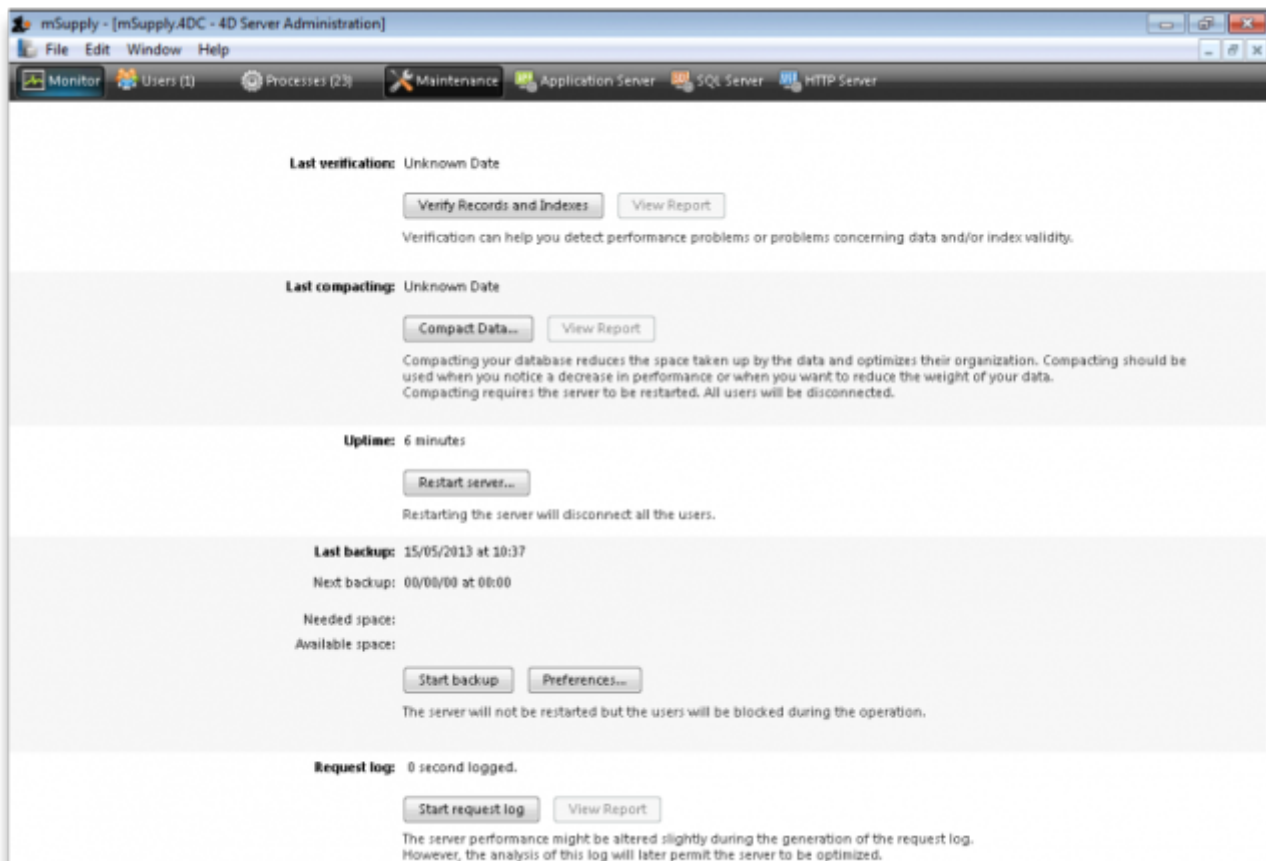 mSupply - [mSupply.4DC - 4D Server Administration]
File Edit Window Help
Monitor Users (1) Processes (23) Maintenance Application Server SQL Server HTTP Server
Last verification: Unknown Date
Verify Records and Indexes View Report
Verification can help you detect performance problems or problems concerning data and/or index validity.
Last compacting: Unknown Date
Compact Data... View Report
Compacting your database reduces the space taken up by the data and optimizes their organization. Compacting should be
used when you notice a decrease in performance or when you want to reduce the weight of your data.
Compacting requires the server to be restarted. All users will be disconnected.
Uptime: 6 minutes
Restart server...
Restarting the server will disconnect all the users.
Last backup: 15/05/2013 at 10:37
Next backup: 00/00/00 at 00:00
Needed space:
Available space:
Start backup Preferences...
The server will not be restarted but the users will be blocked during the operation.
Request log: 0 second logged.
Start request log View Report
The server performance might be altered slightly during the generation of the request log.
However, the analysis of this log will later permit the server to be optimized.